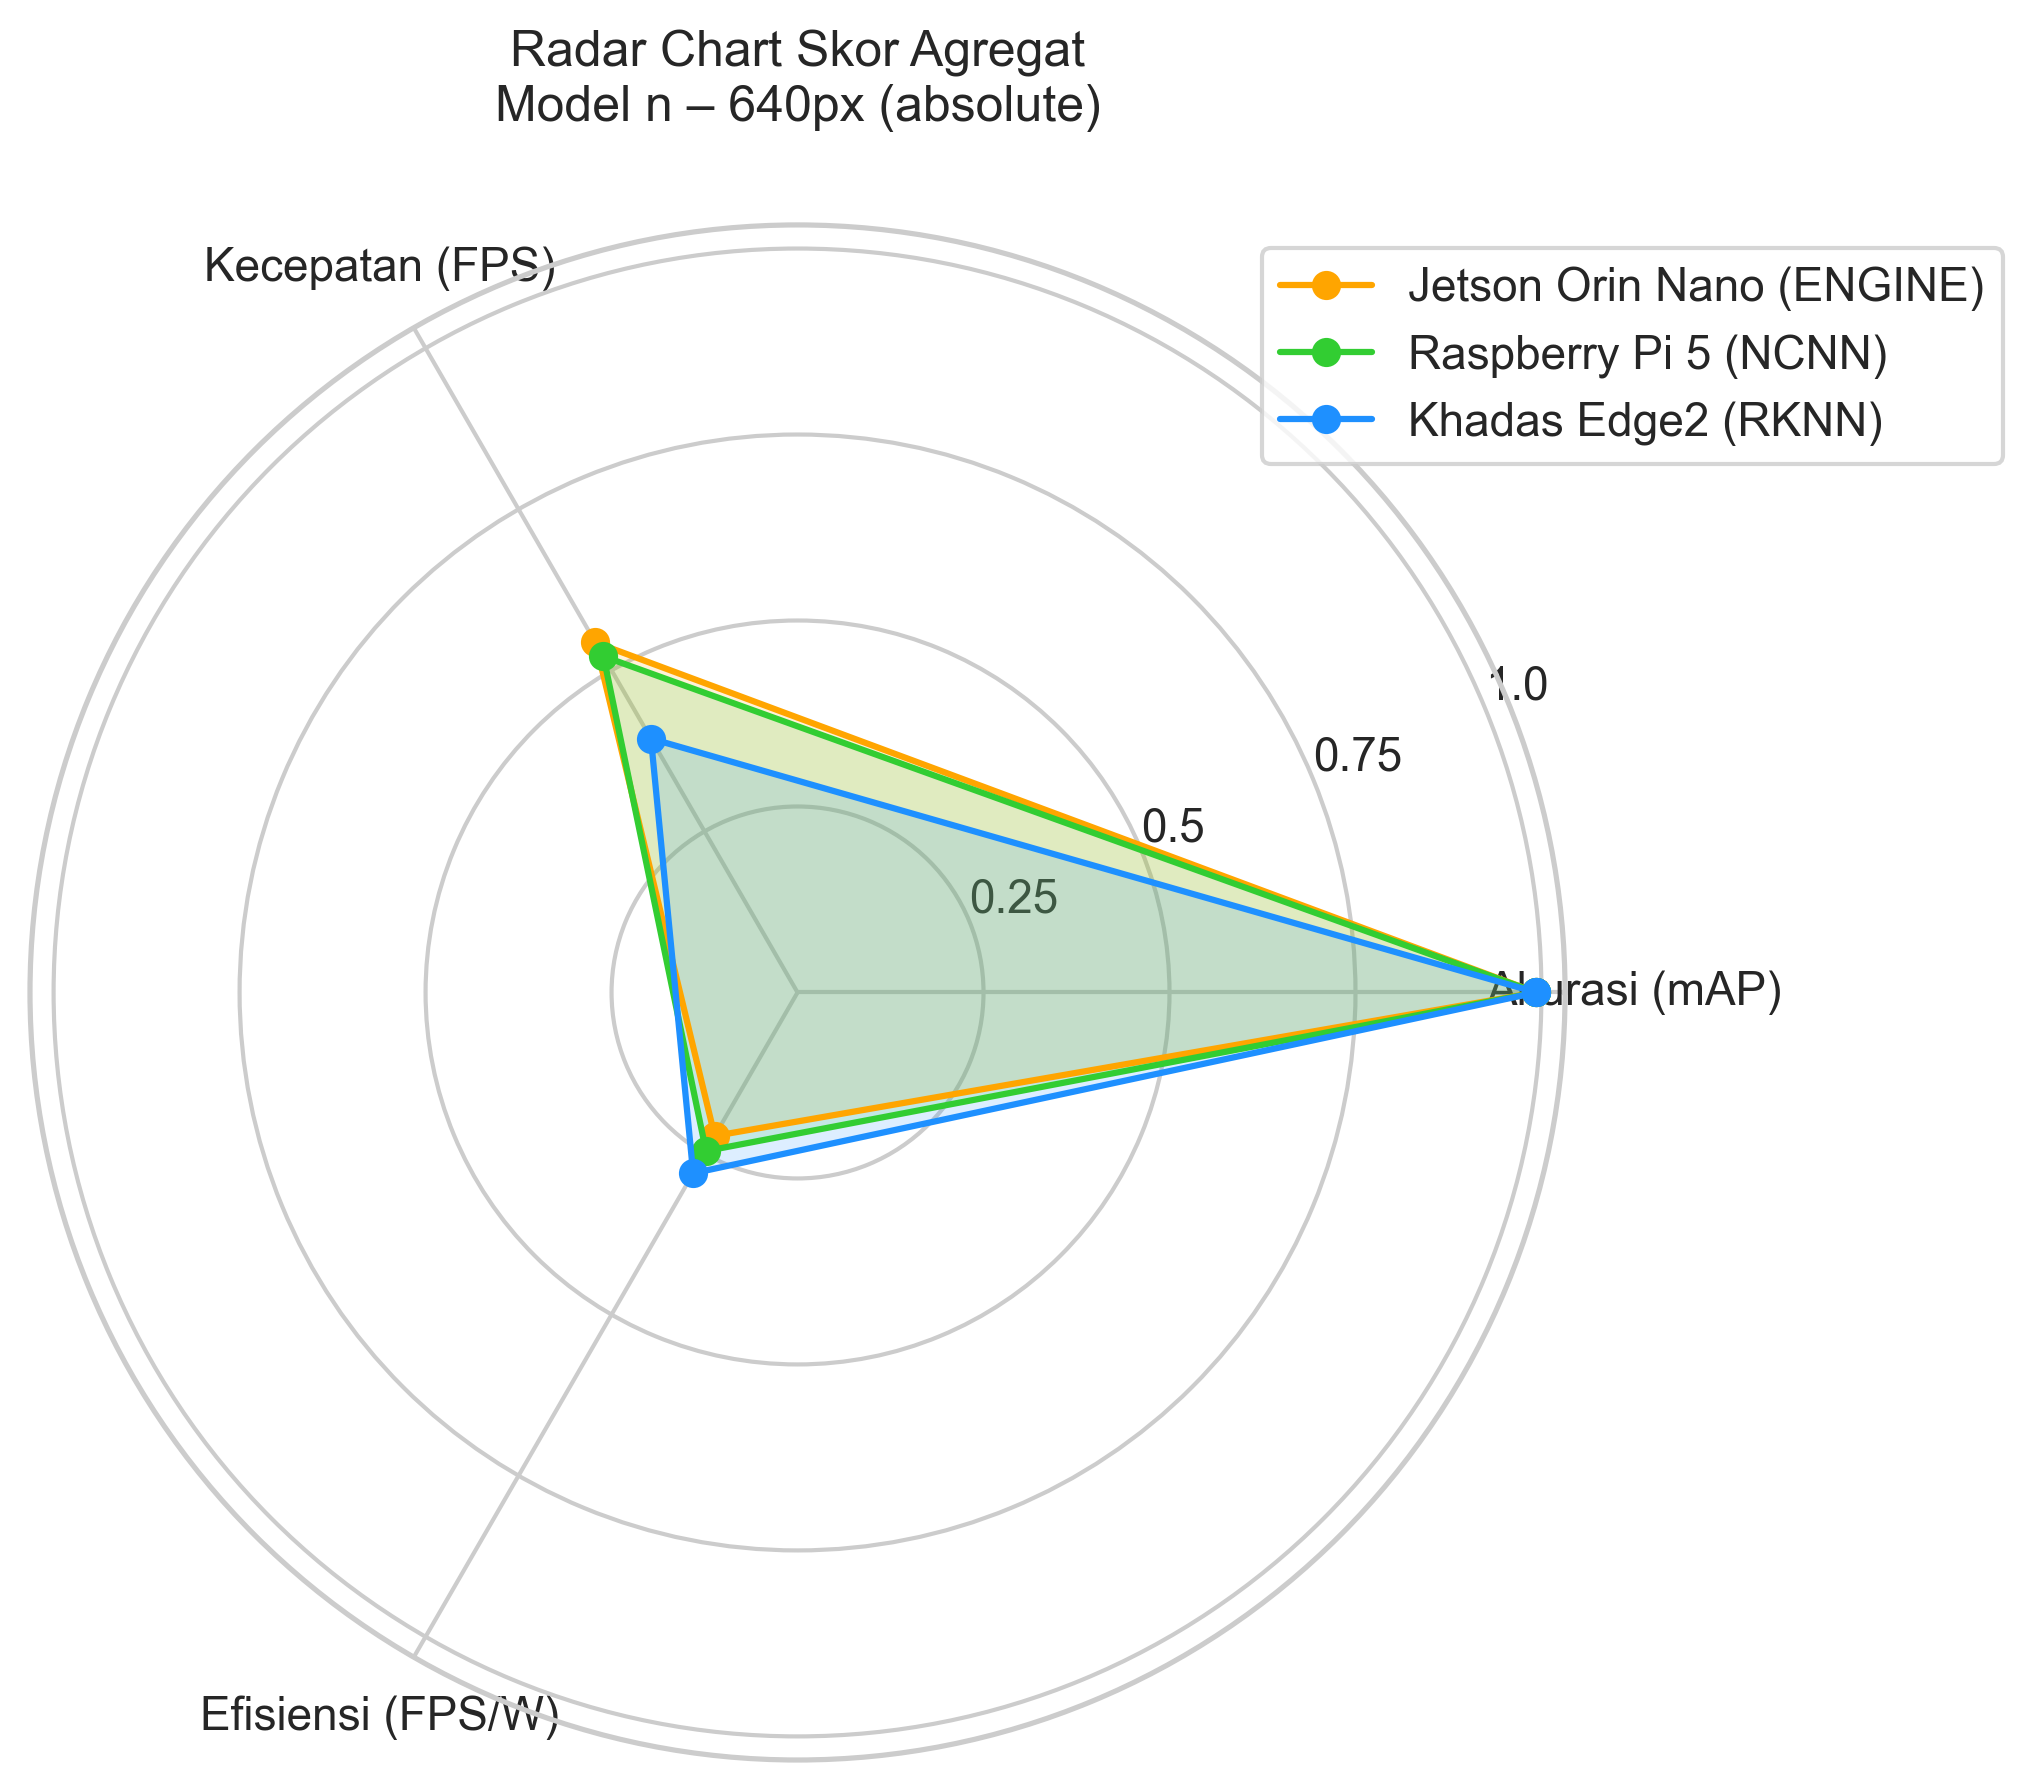 Radar Chart Skor Agregat
Model n – 640px (absolute)
Kecepatan (FPS)
Jetson Orin Nano (ENGINE)
Raspberry Pi 5 (NCNN)
Khadas Edge2 (RKNN)
1.0
0.75
0.5
0.25
Akurasi (mAP)
Efisiensi (FPS/W)